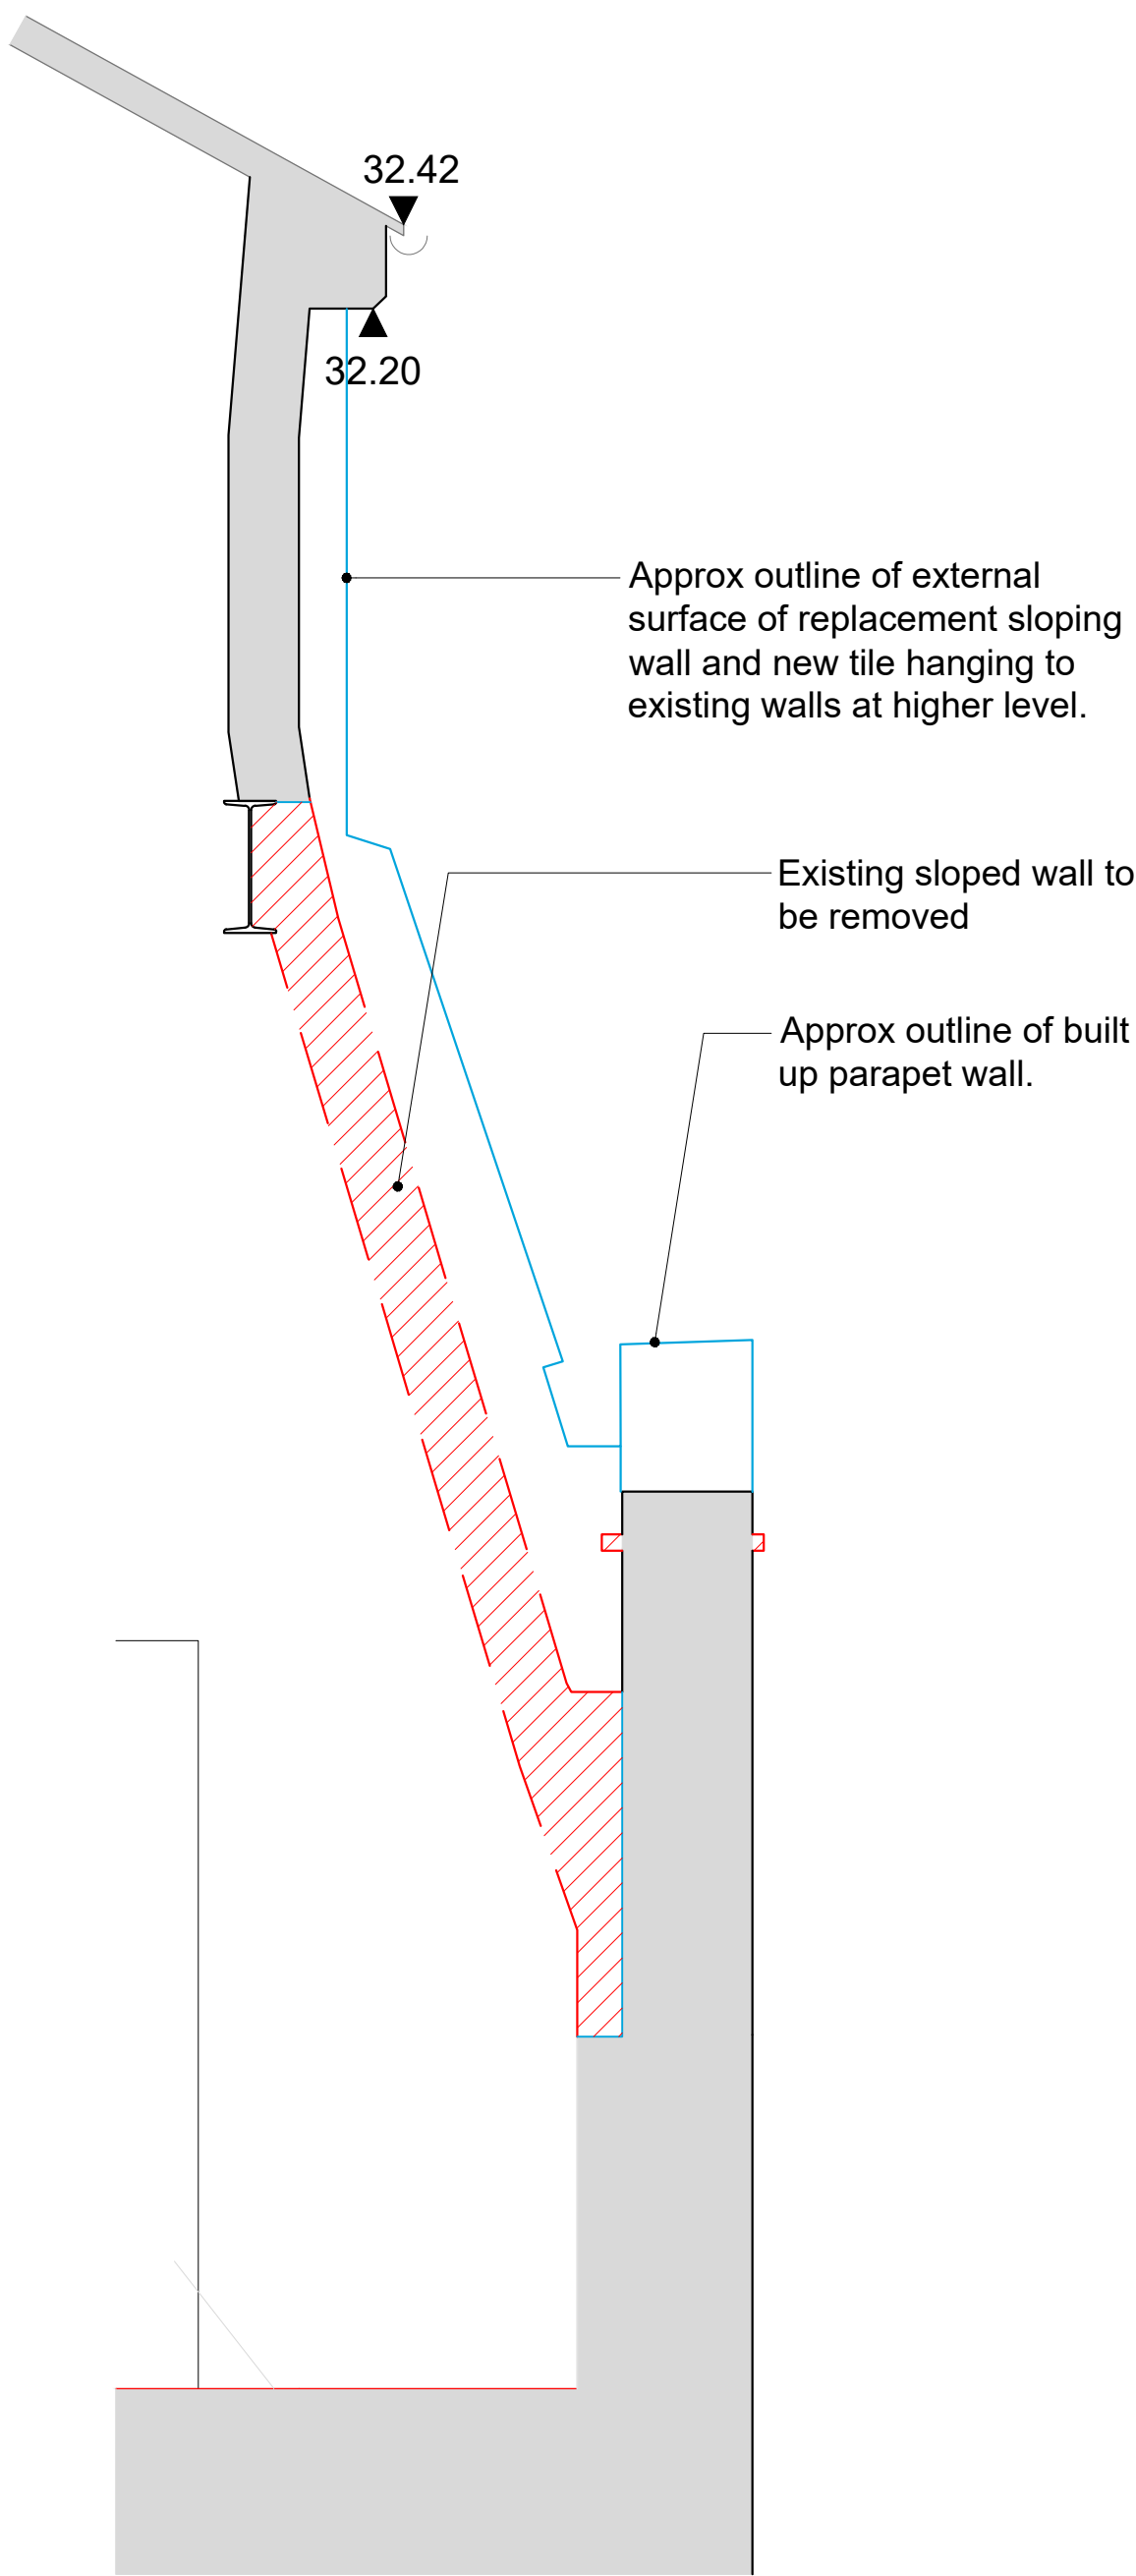 32.42
32.20
Approx outline of external
surface of replacement sloping
wall and new tile hanging to
existing walls at higher level.
Existing sloped wall to
be removed
Approx outline of built
up parapet wall.